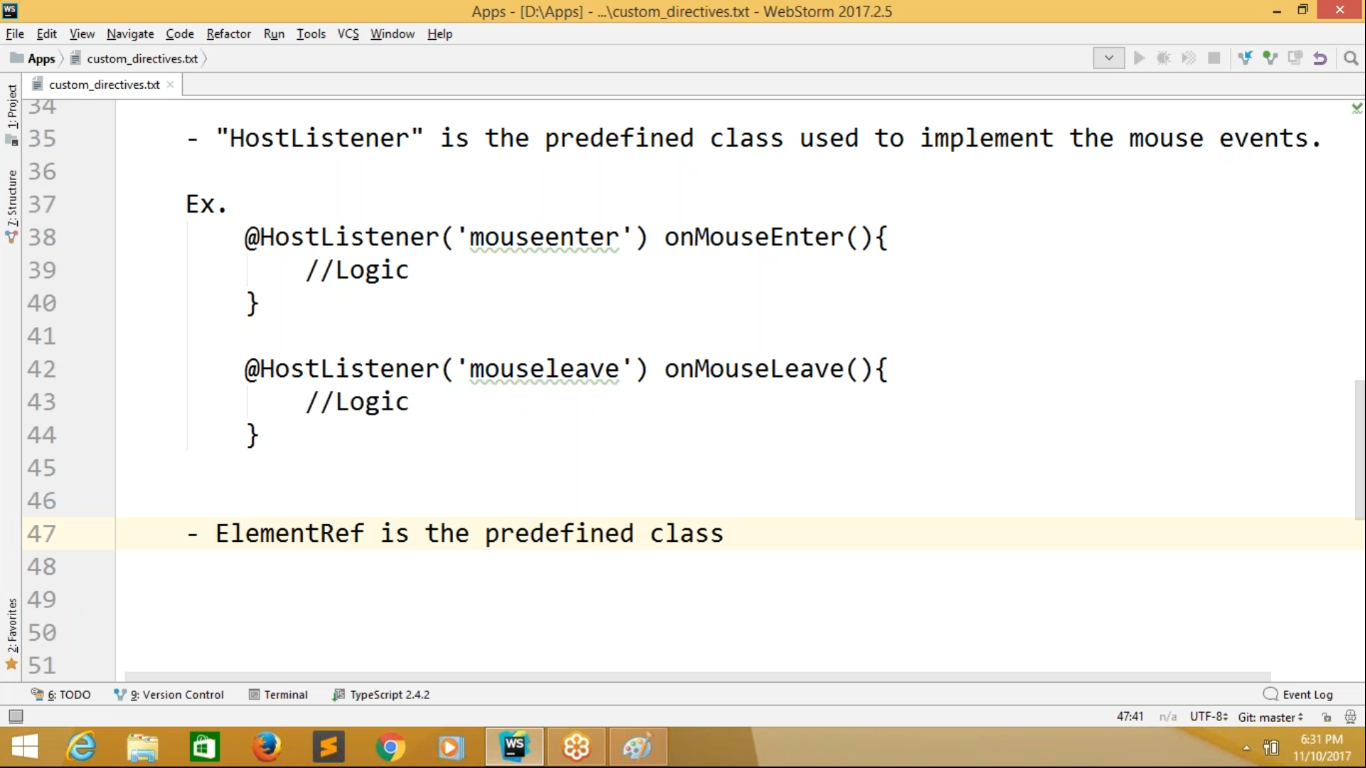 WS Apps - [D:\Apps] - ...\custom_directives.txt - WebStorm 2017.2.5
File Edit View Navigate Code Refactor Run Tools VCS Window Help
Apps custom_directives.txt
custom_directives.txt
1: Project
7: Structure
2: Favorites
34
35 - "HostListener" is the predefined class used to implement the mouse events.
36
37 Ex.
38 @HostListener('mouseenter') onMouseEnter(){
39 //Logic
40 }
41
42 @HostListener('mouseleave') onMouseLeave(){
43 //Logic
44 }
45
46
47 - ElementRef is the predefined class
48
49
50
51
6: TODO 9: Version Control Terminal TypeScript 2.4.2 Event Log
47:41 n/a UTF-8 Git: master
WS 6:31 PM
11/10/2017